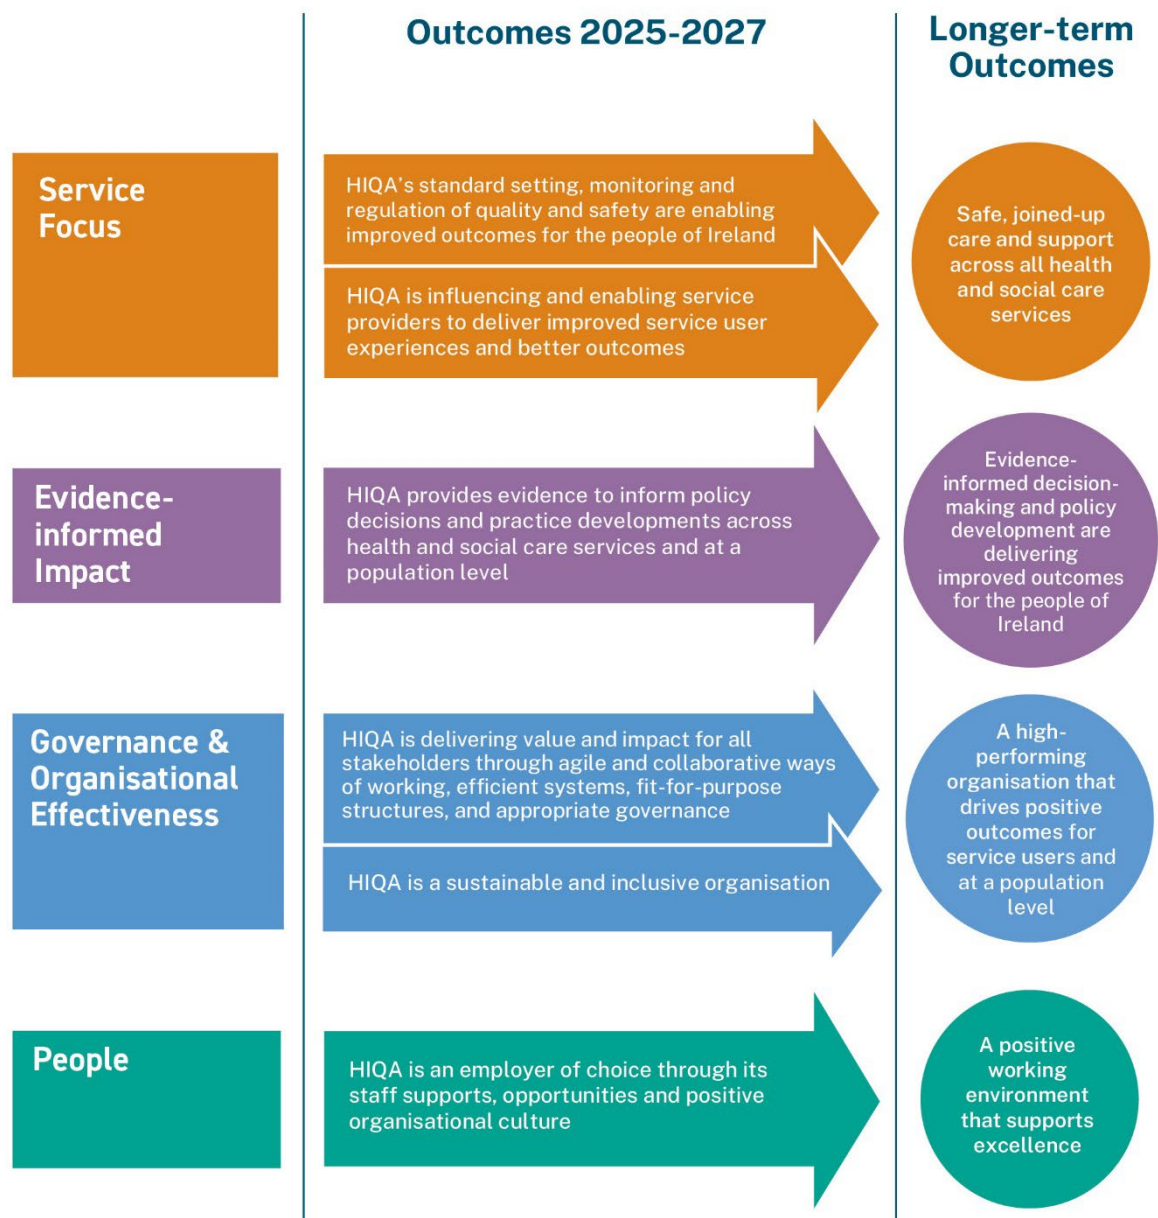 Outcomes 2025-2027
Longer-term
Outcomes
Service
Focus
HIQA's standard setting, monitoring and
regulation of quality and safety are enabling
improved outcomes for the people of Ireland
HIQA is influencing and enabling service
providers to deliver improved service user
experiences and better outcomes
Safe, joined-up
care and support
across all health
and social care
services
Evidence-
informed
Impact
HIQA provides evidence to inform policy
decisions and practice developments across
health and social care services and at a
population level
Evidence-
informed decision-
making and policy
development are
delivering
improved outcomes
for the people of
Ireland
Governance &
Organisational
Effectiveness
HIQA is delivering value and impact for all
stakeholders through agile and collaborative ways
of working, efficient systems, fit-for-purpose
structures, and appropriate governance
HIQA is a sustainable and inclusive organisation
A high-
performing
organisation that
drives positive
outcomes for
service users and
at a population
level
People
HIQA is an employer of choice through its
staff supports, opportunities and positive
organisational culture
A positive
working
environment
that supports
excellence